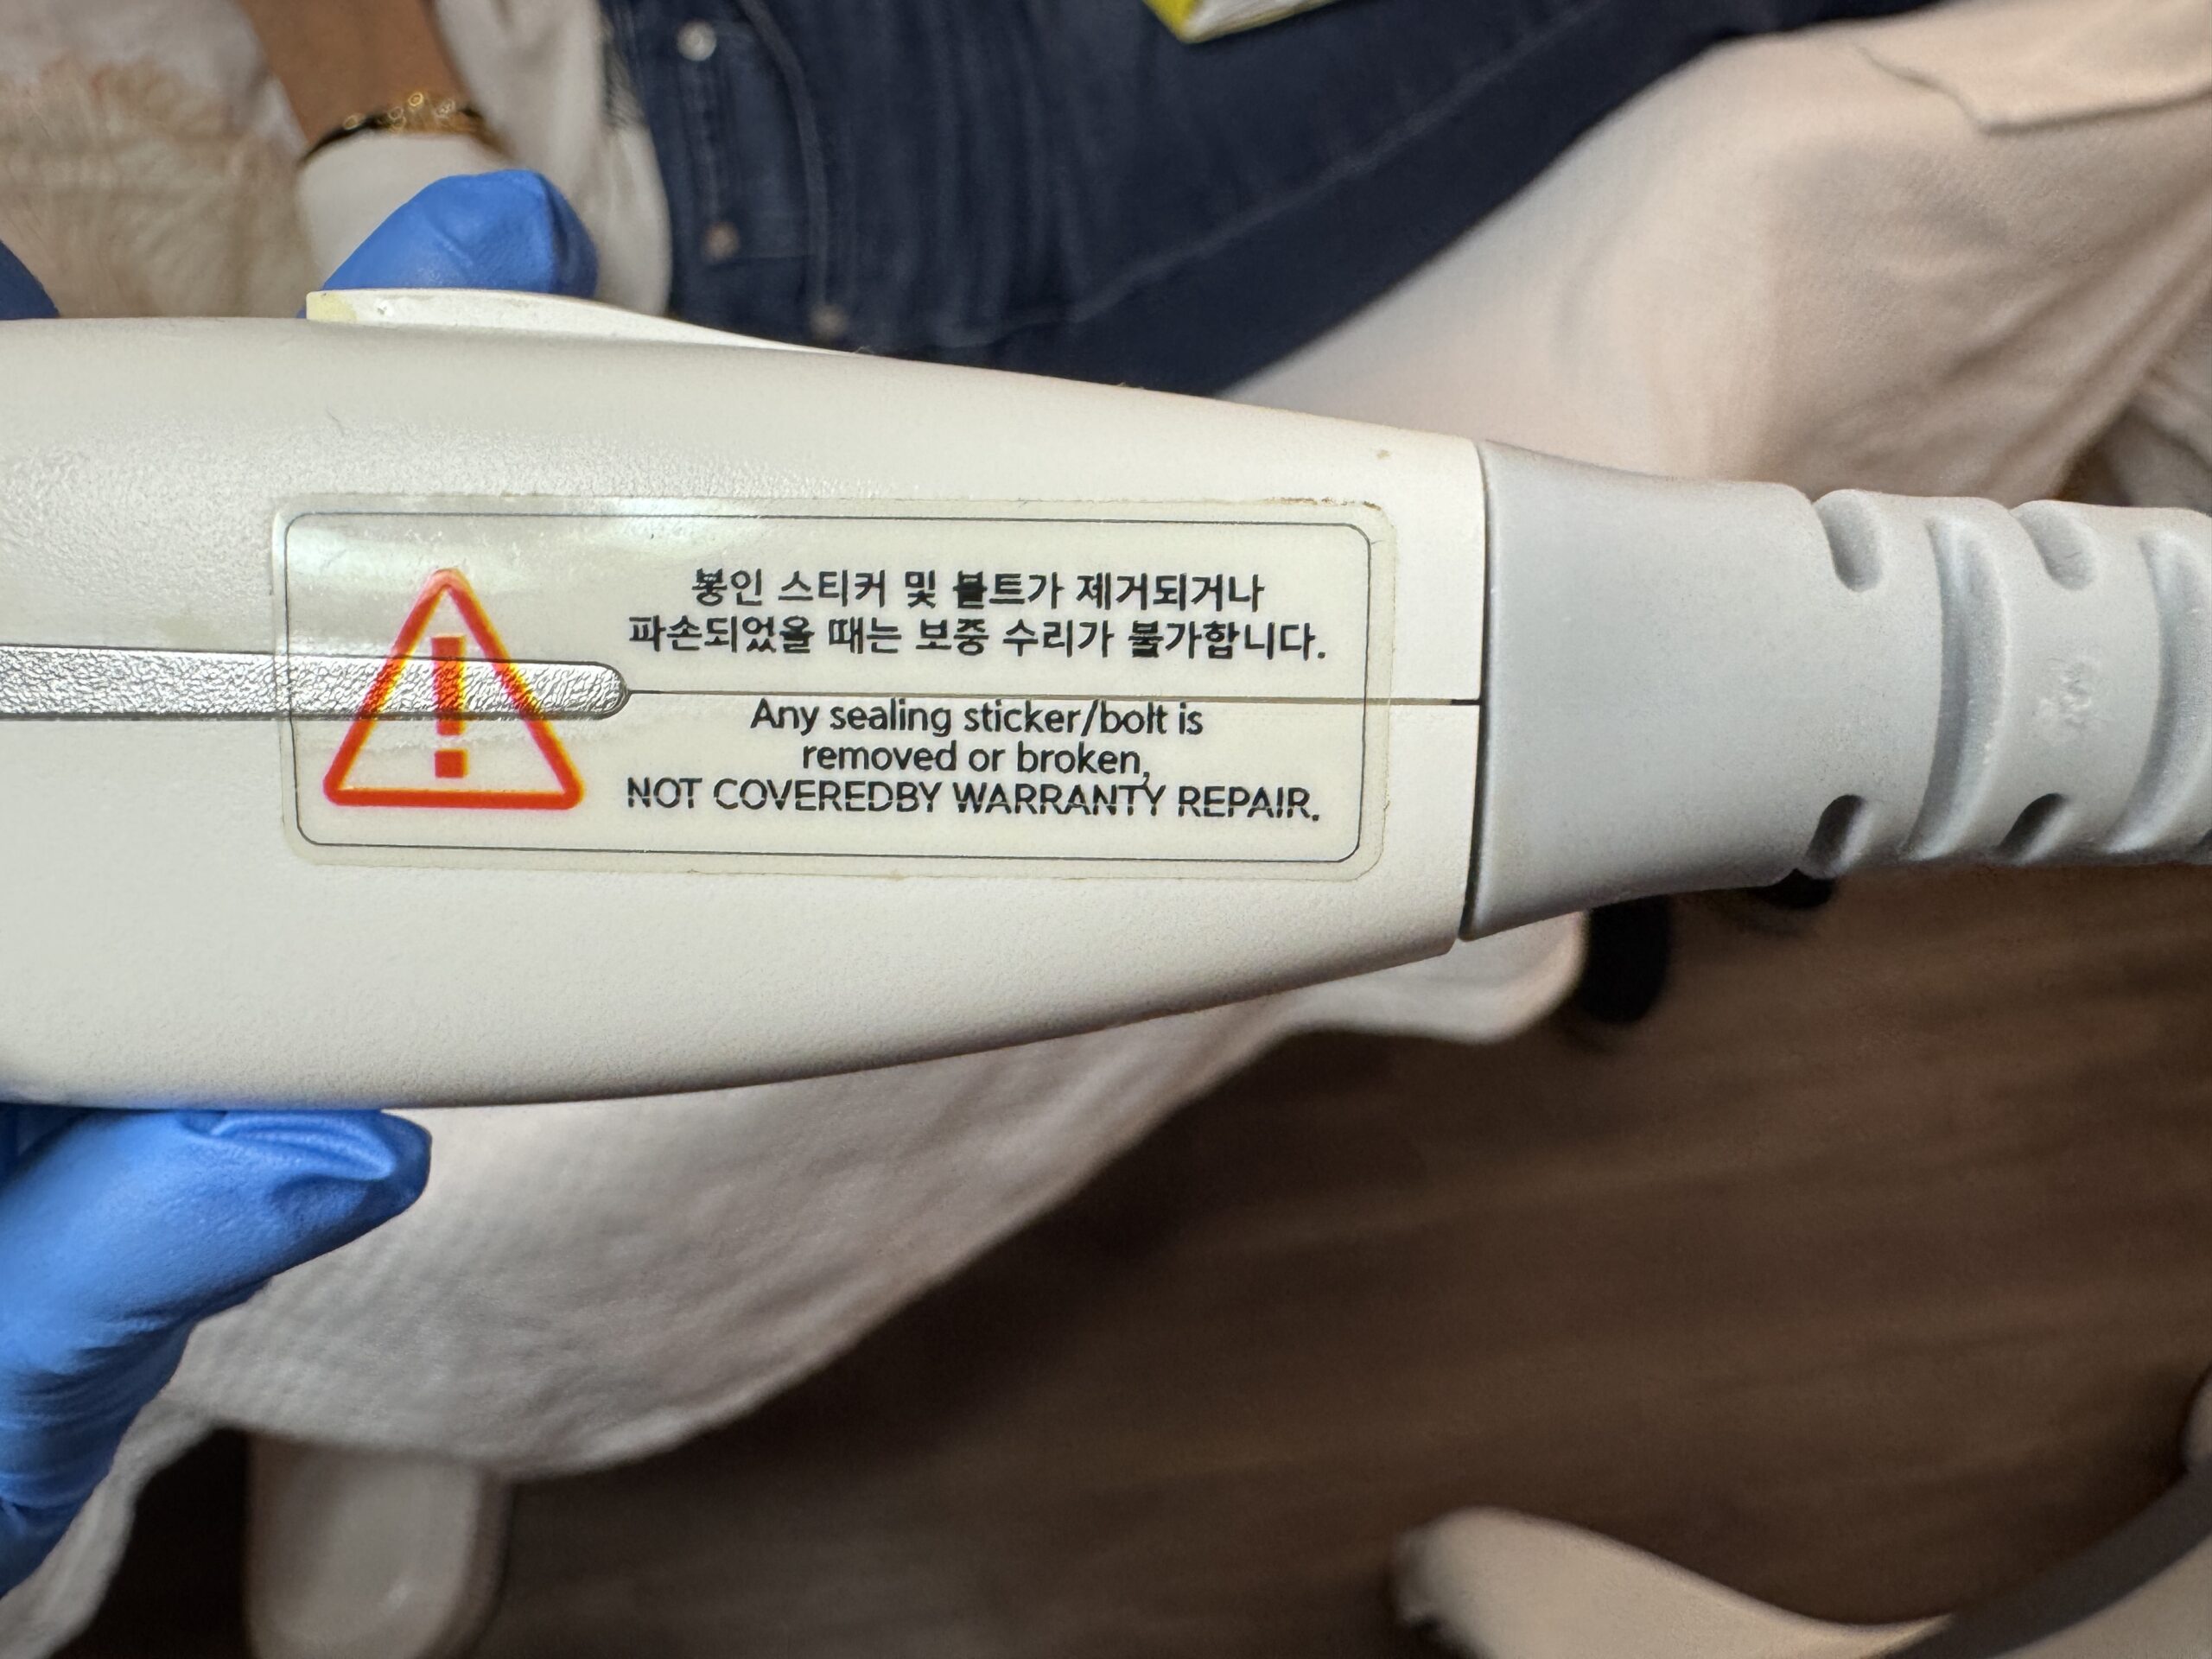 봉인 스티커 및 볼트가 제거되거나
파손되었을 때는 보증 수리가 불가합니다.
Any sealing sticker/bolt is
removed or broken,
NOT COVEREDBY WARRANTY REPAIR.